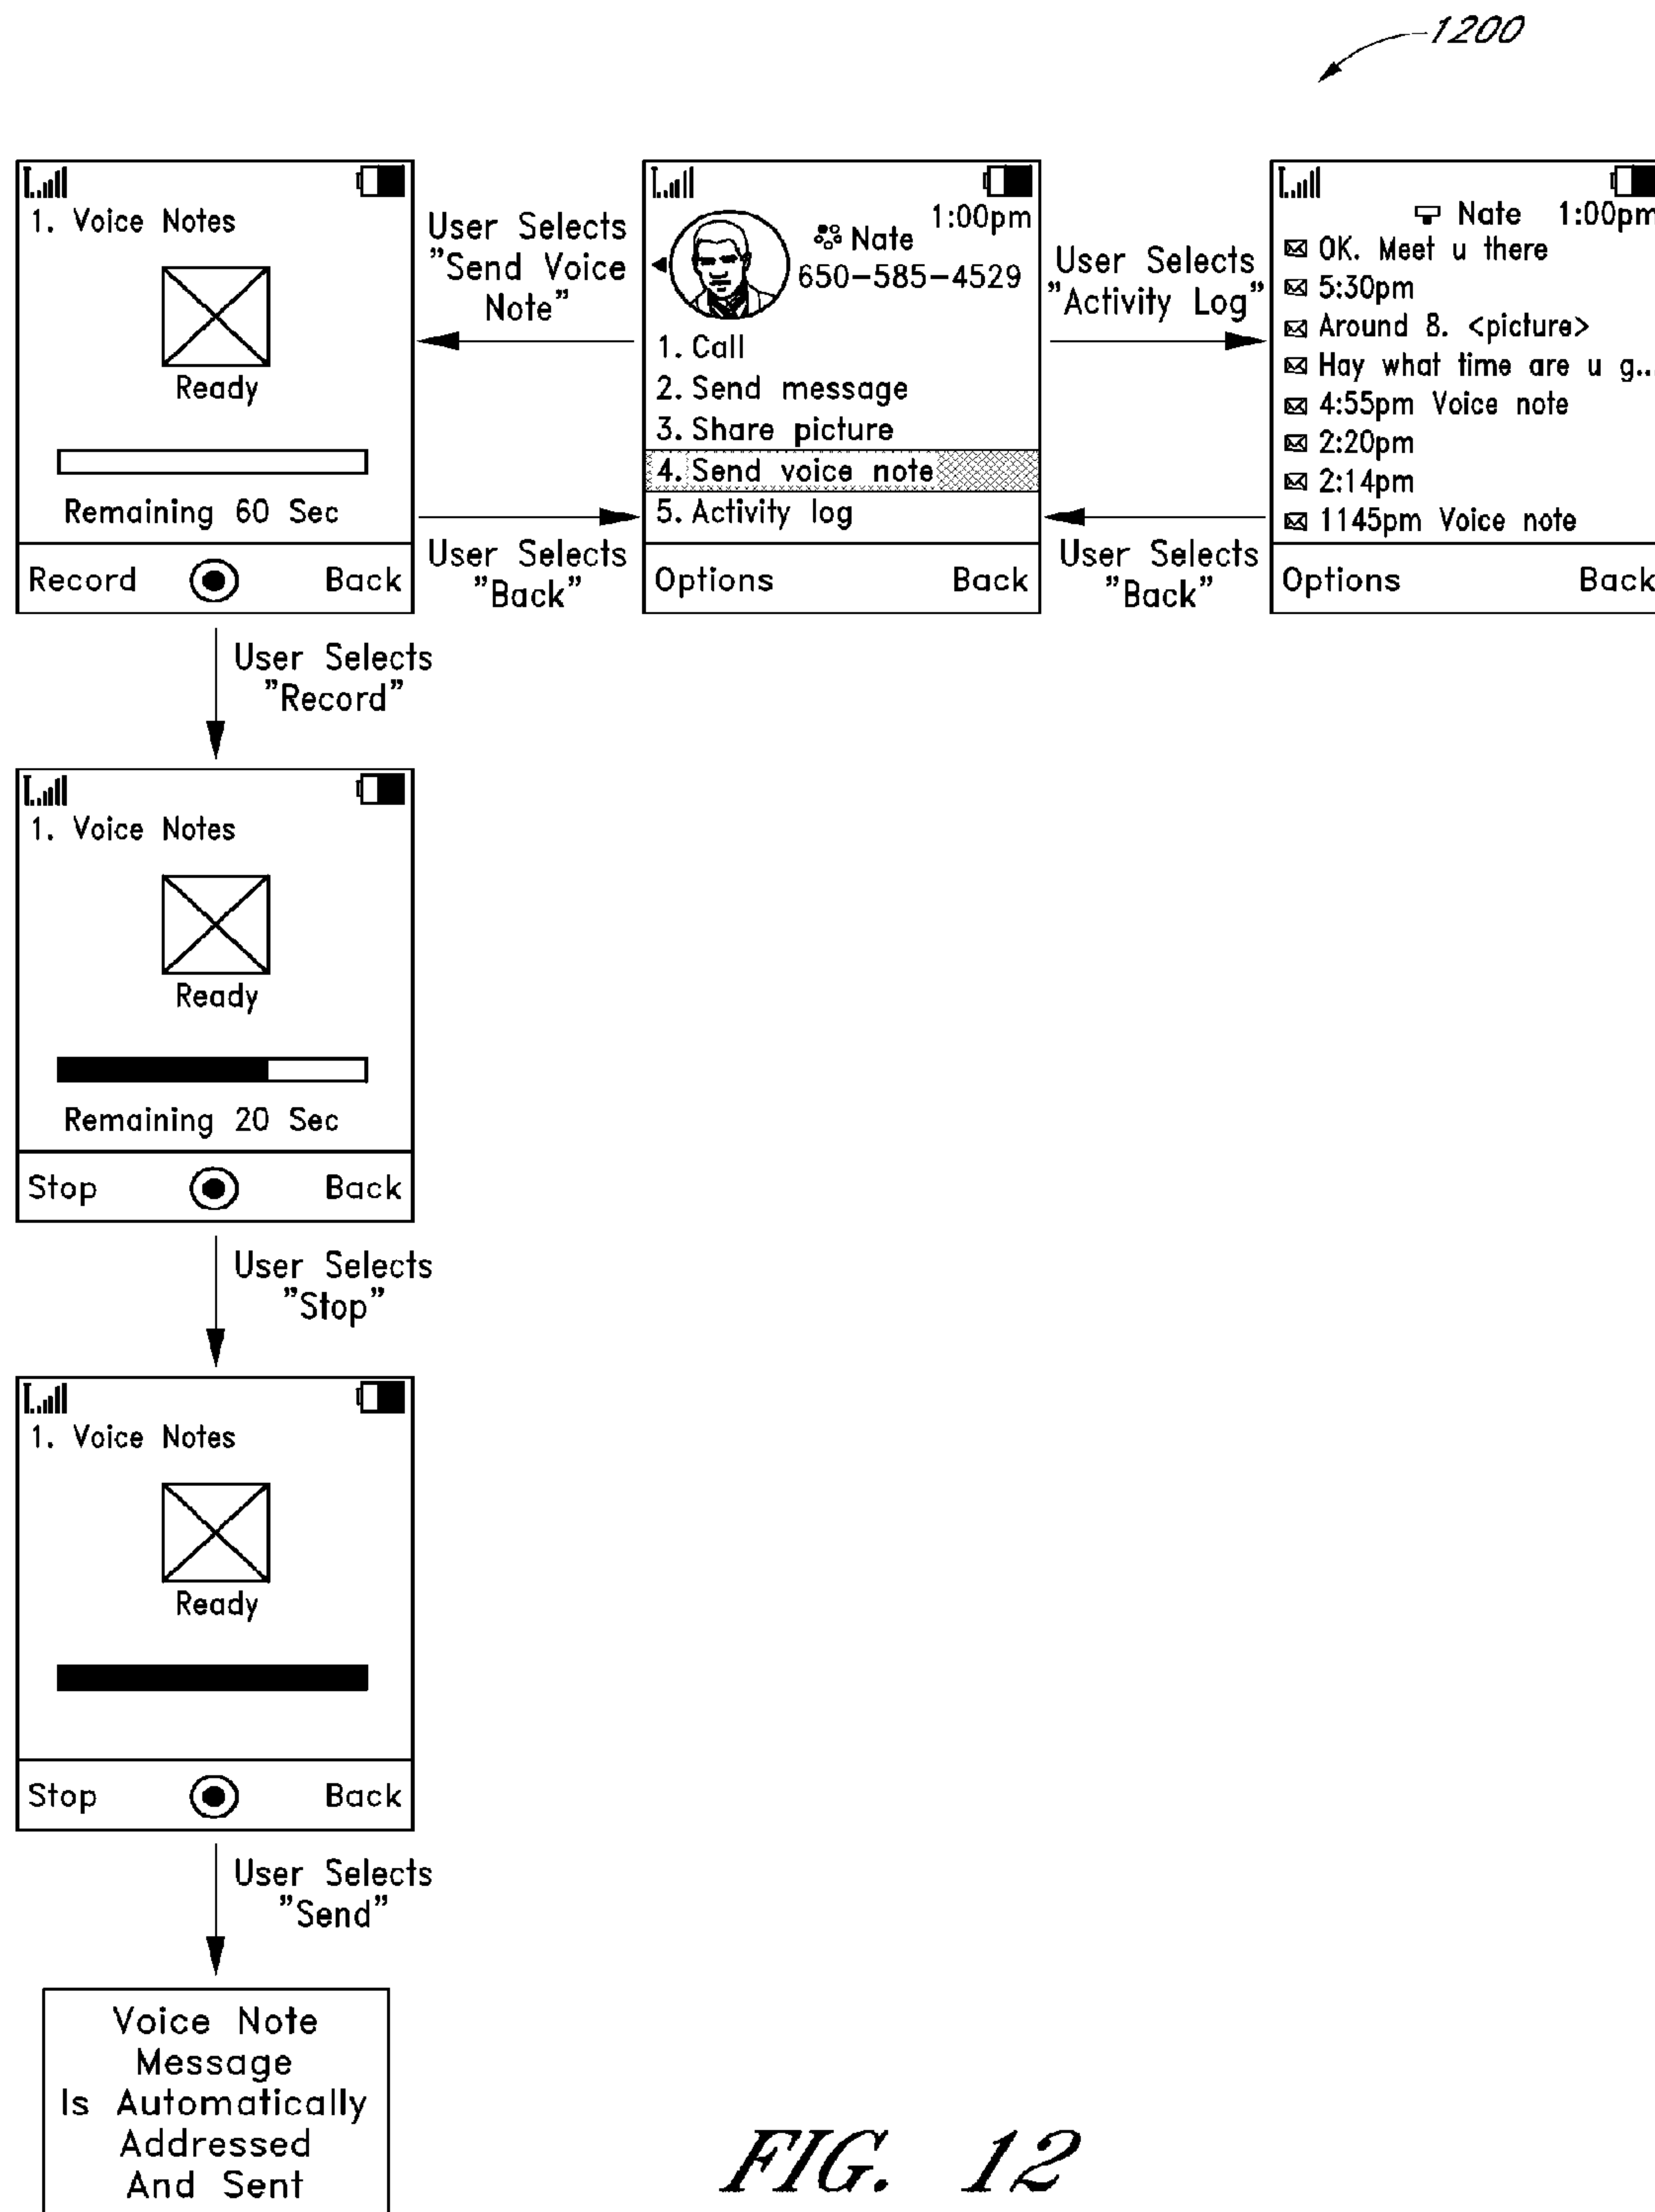 1200
1. Voice Notes
Ready
Remaining 60 Sec
Record
Back
User Selects
"Send Voice
Note"
User Selects
"Back"
1:00pm
Nate
650-585-4529
1. Call
2. Send message
3. Share picture
4. Send voice note
5. Activity log
Options
Back
User Selects
"Activity Log"
User Selects
"Back"
Nate 1:00pm
OK. Meet u there
5:30pm
Around 8. <picture>
Hay what time are u g...
4:55pm Voice note
2:20pm
2:14pm
1145pm Voice note
Options
Back
User Selects
"Record"
1. Voice Notes
Ready
Remaining 20 Sec
Stop
Back
User Selects
"Stop"
1. Voice Notes
Ready
Stop
Back
User Selects
"Send"
Voice Note
Message
Is Automatically
Addressed
And Sent
FIG. 12